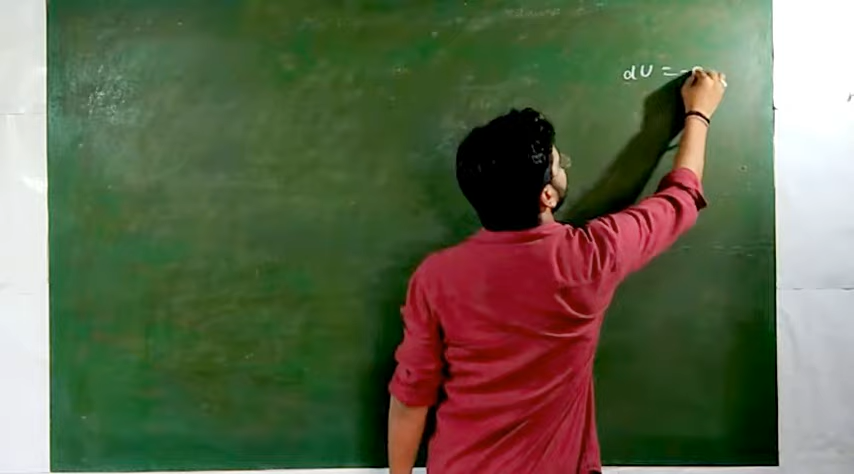 dU = -